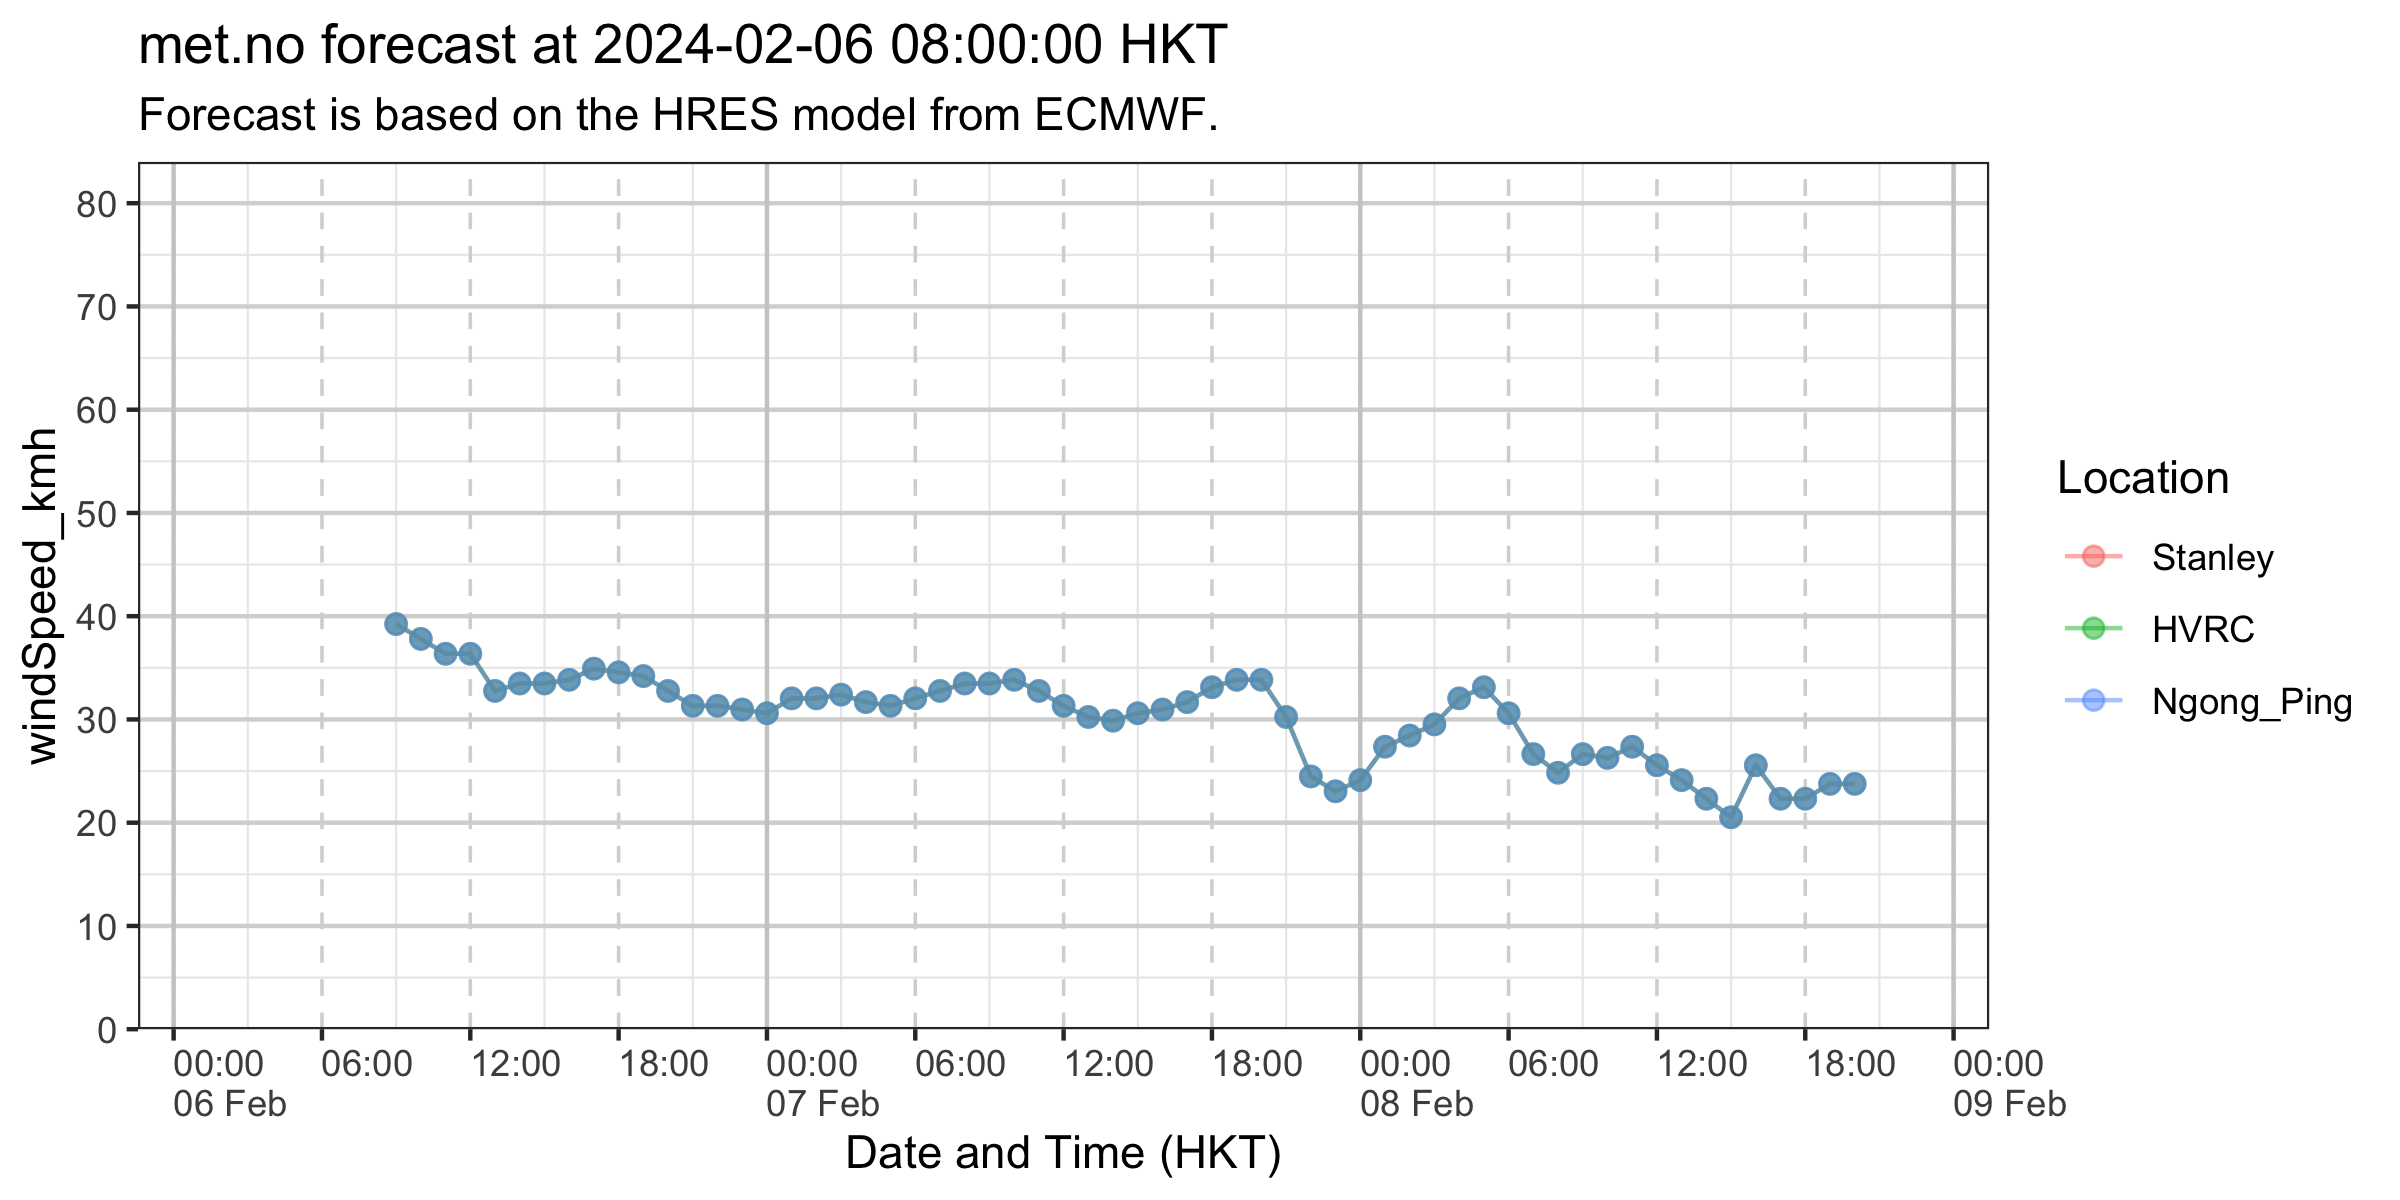 met.no forecast at 2024-02-06 08:00:00 HKT
Forecast is based on the HRES model from ECMWF.
windSpeed_kmh
80
70
60
50
40
30
20
10
0
00:00 06:00 12:00 18:00 00:00 06:00 12:00 18:00 00:00 06:00 12:00 18:00 00:00
06 Feb 07 Feb 08 Feb 09 Feb
Date and Time (HKT)
Location
Stanley
HVRC
Ngong_Ping